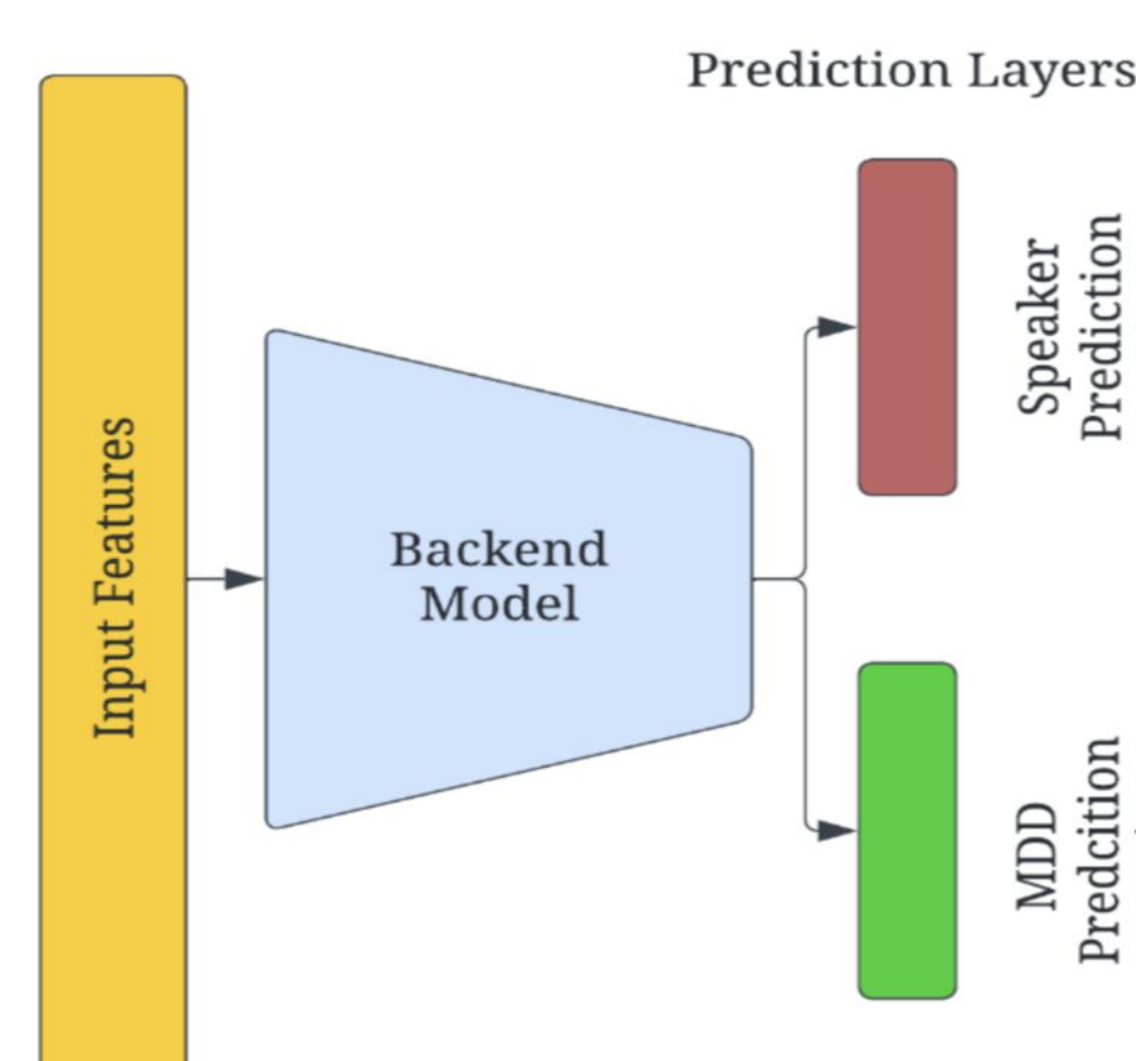 Prediction Layers
Input Features
Backend
Model
Speaker
Prediction
MDD
Predcition